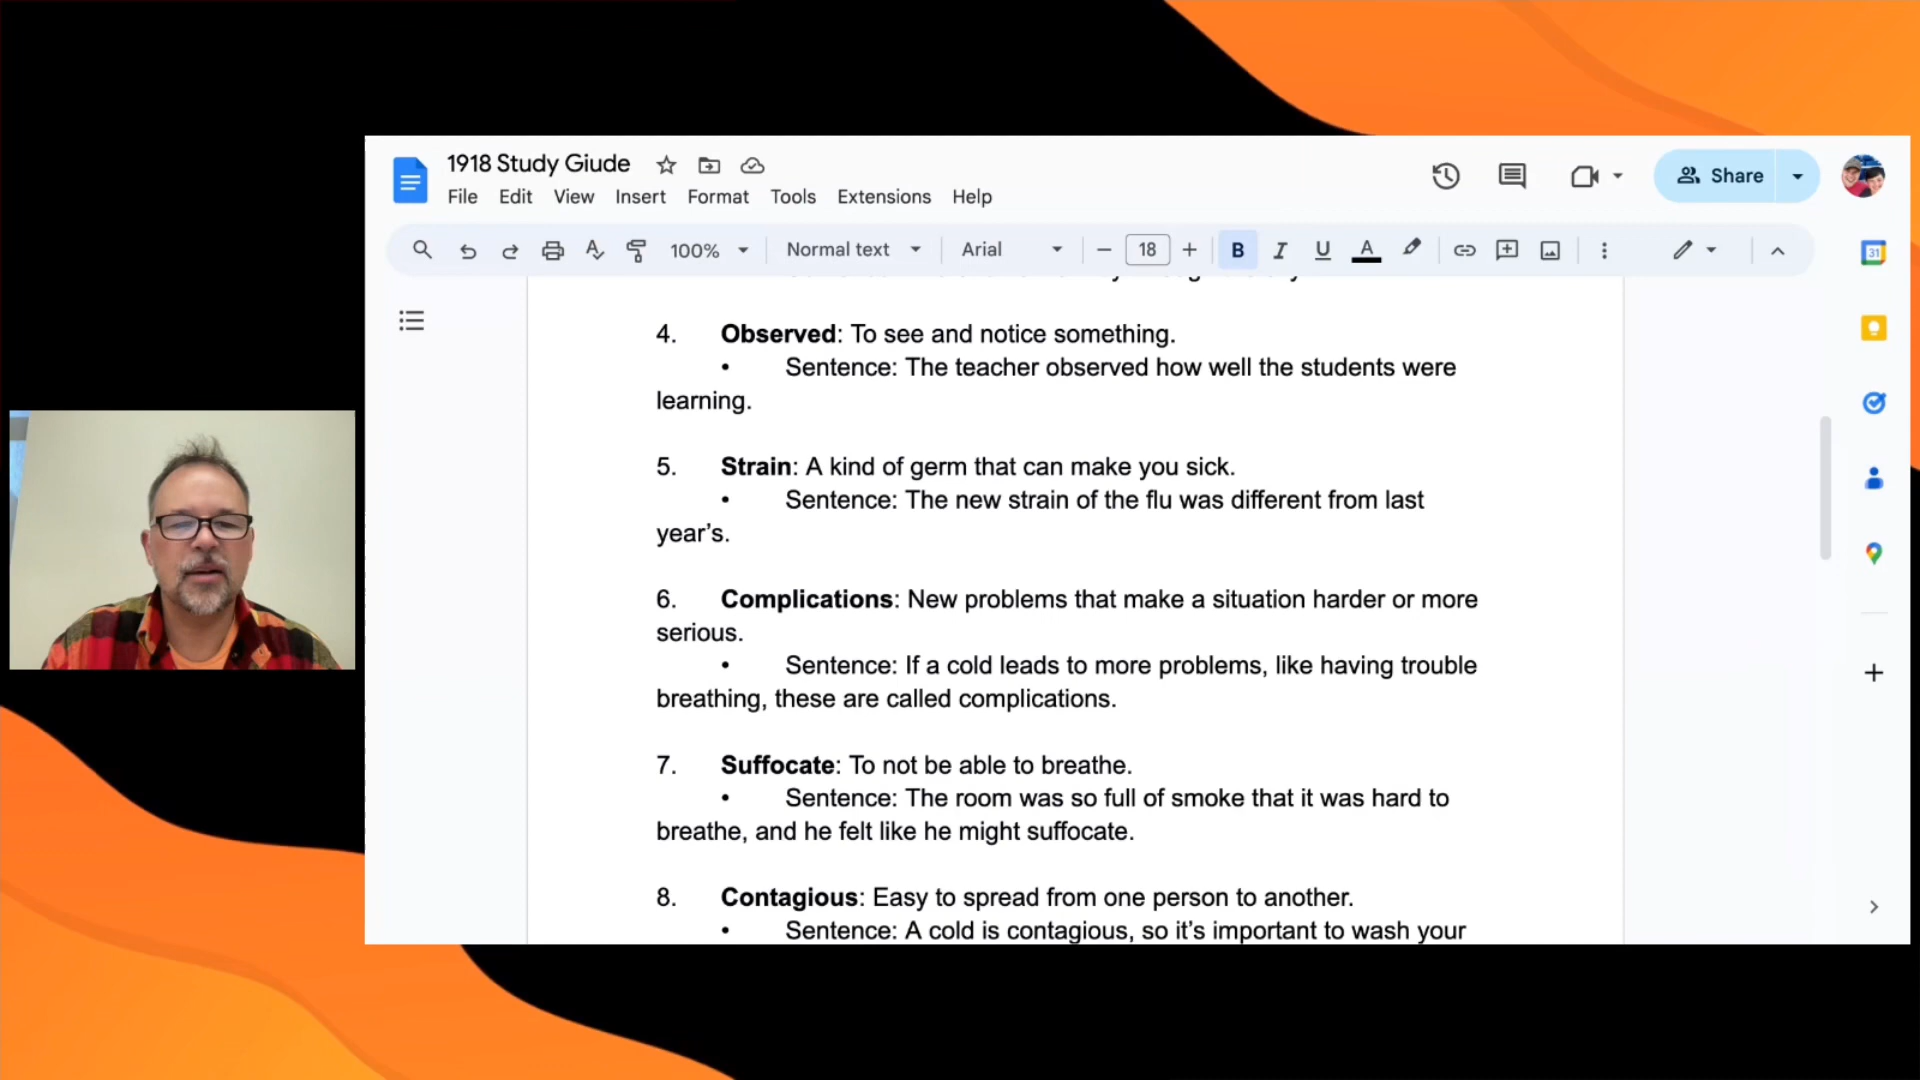 1918 Study Giude
File Edit View Insert Format Tools Extensions Help
Share
100% Normal text Arial 18 B I U A
31
4. Observed: To see and notice something.
• Sentence: The teacher observed how well the students were
learning.
5. Strain: A kind of germ that can make you sick.
• Sentence: The new strain of the flu was different from last
year’s.
6. Complications: New problems that make a situation harder or more
serious.
• Sentence: If a cold leads to more problems, like having trouble
breathing, these are called complications.
7. Suffocate: To not be able to breathe.
• Sentence: The room was so full of smoke that it was hard to
breathe, and he felt like he might suffocate.
8. Contagious: Easy to spread from one person to another.
• Sentence: A cold is contagious, so it’s important to wash your